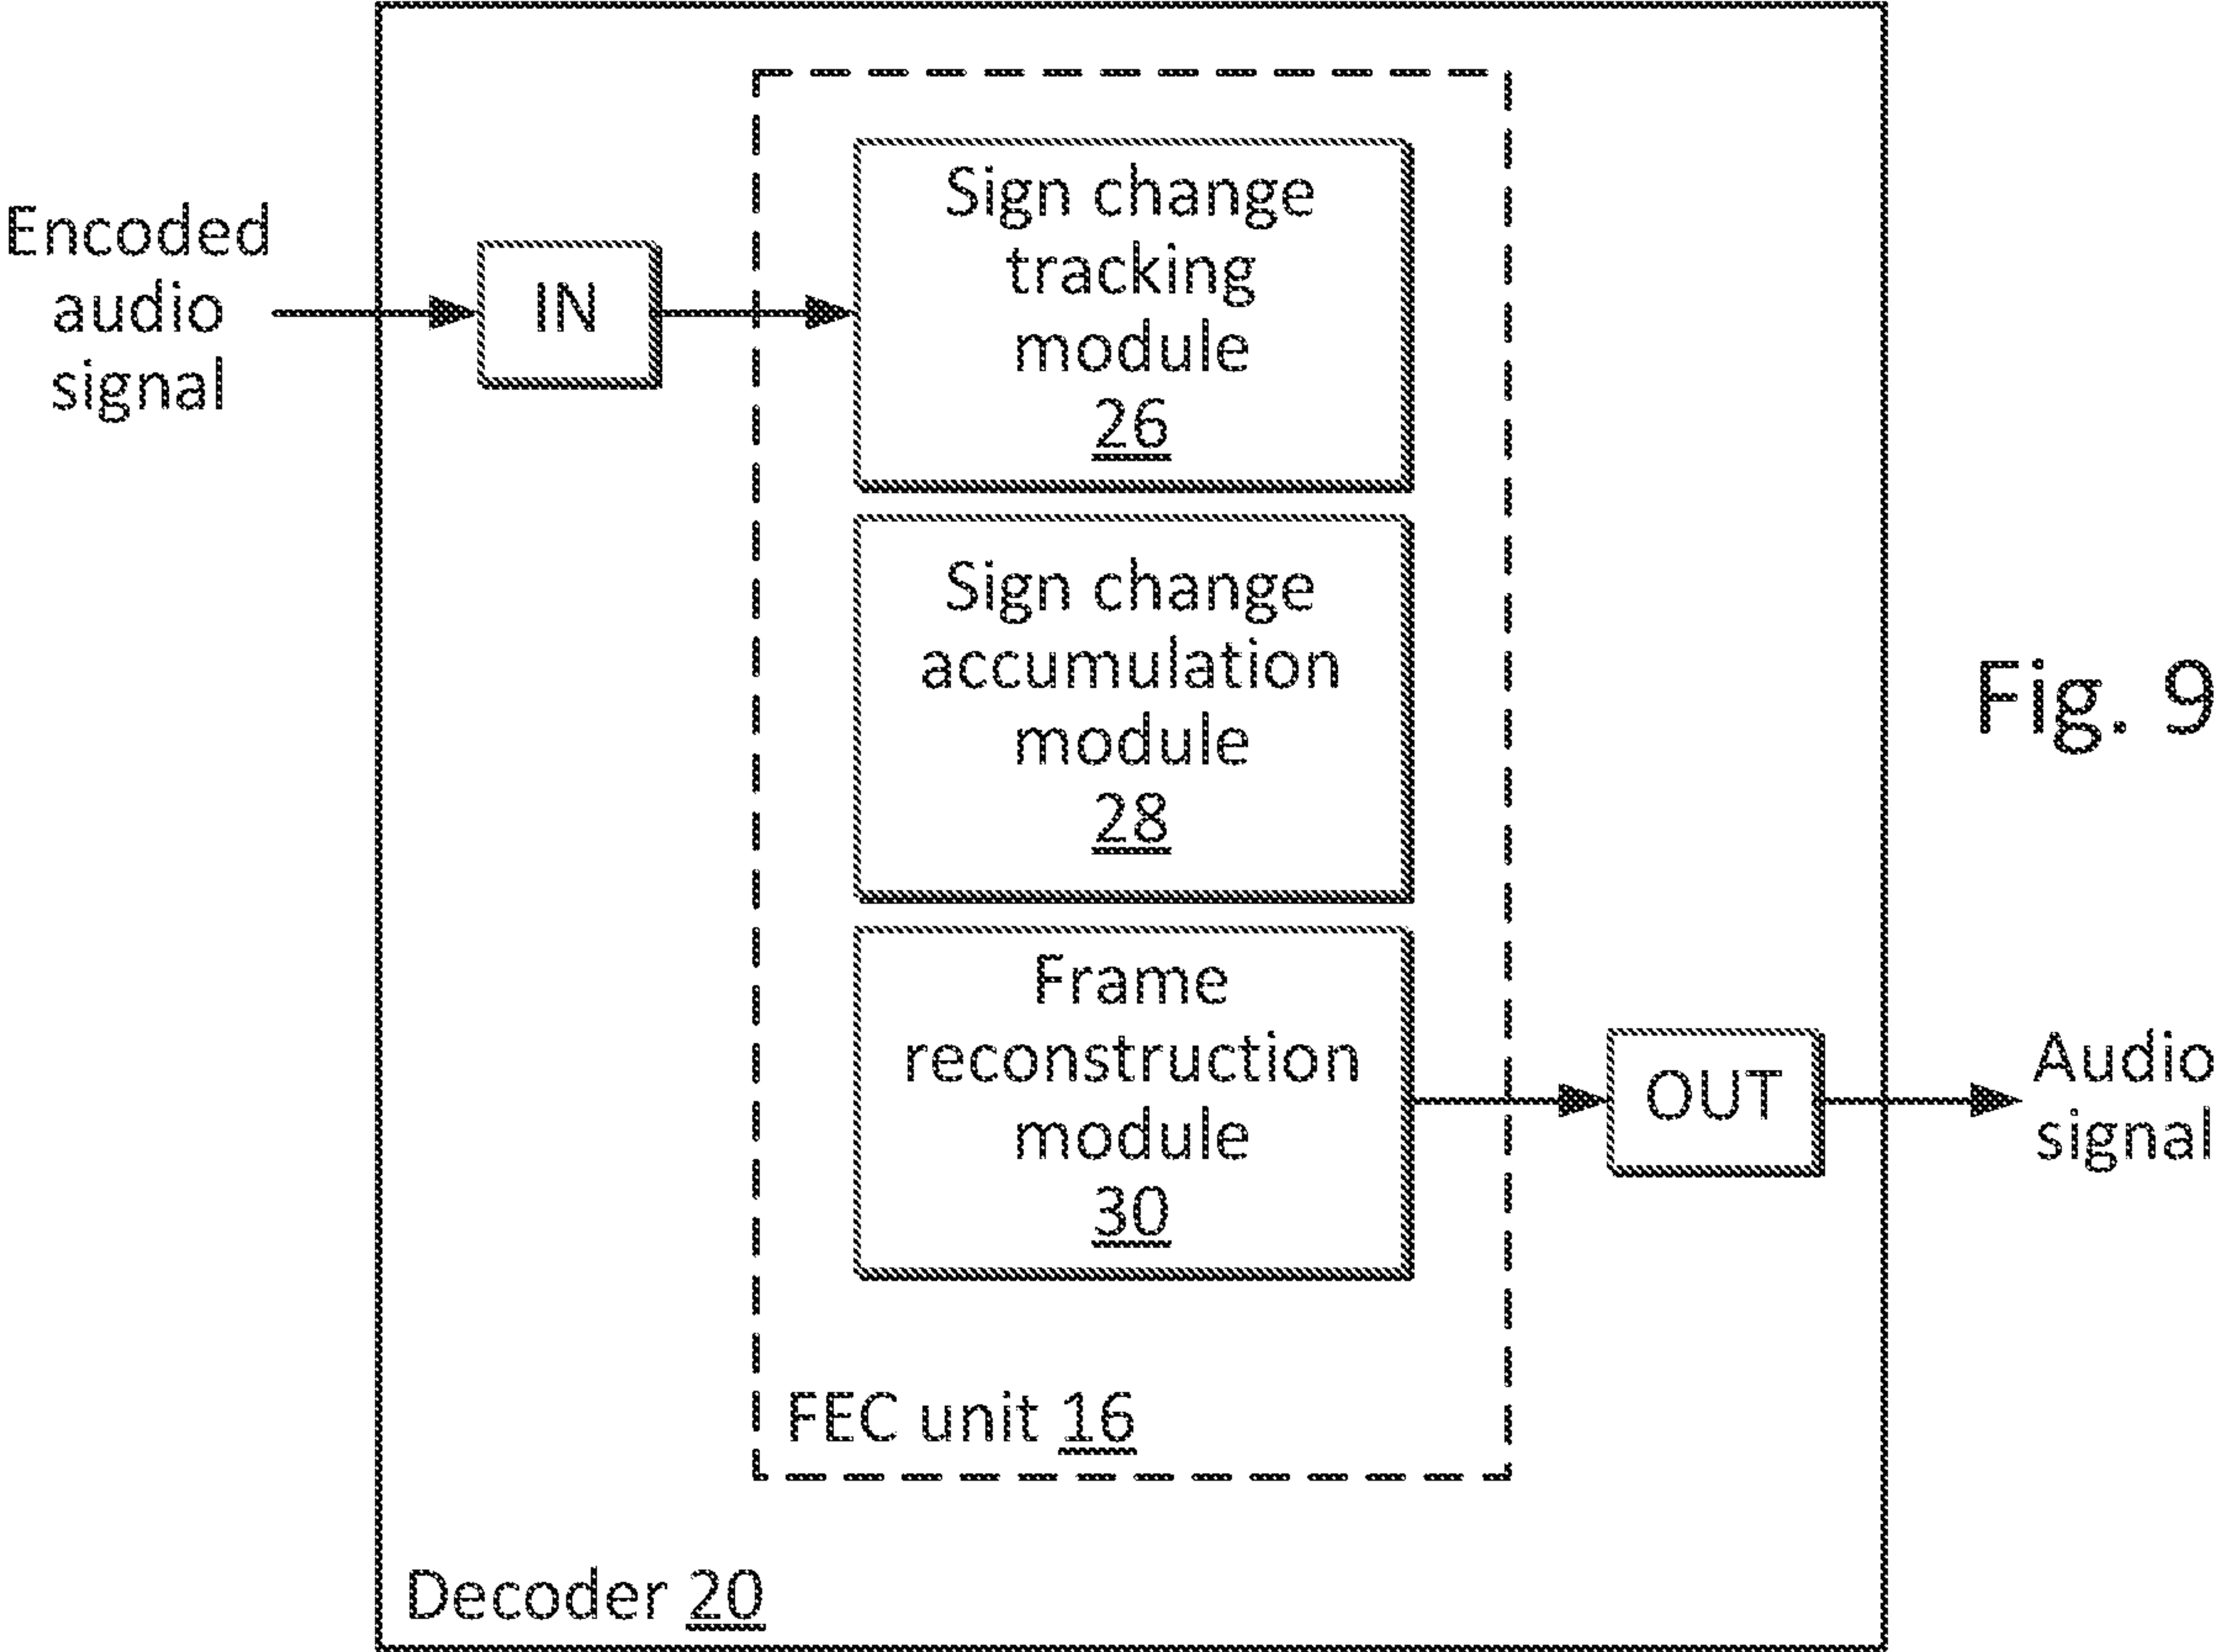 Encoded
audio
signal
IN
Sign change
tracking
module
26
Sign change
accumulation
module
28
Frame
reconstruction
module
30
OUT
Audio
signal
FEC unit 16
Decoder 20
Fig. 9